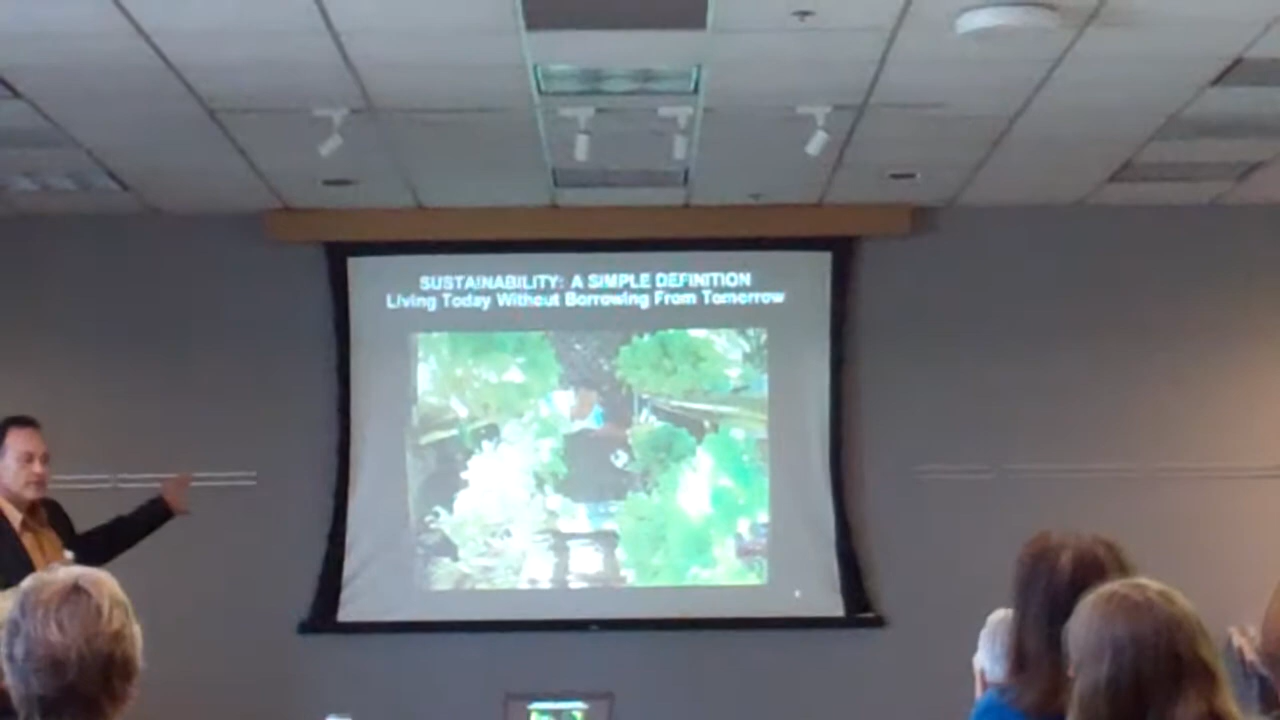 SUSTAINABILITY: A SIMPLE DEFINITION
Living Today Without Borrowing From Tomorrow